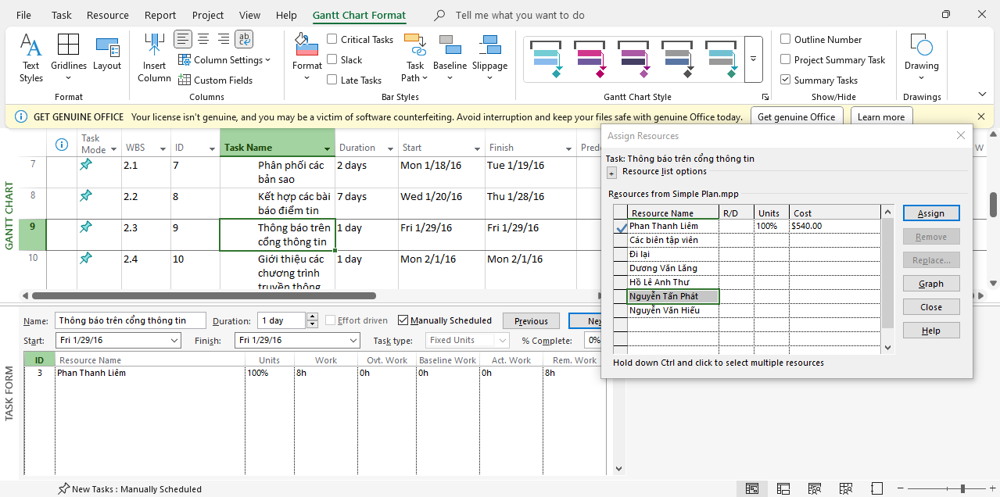 File Task Resource Report Project View Help Gantt Chart Format Tell me what you want to do
Text Styles
Gridlines
Layout
Format
Insert Column
Column Settings
Custom Fields
Columns
Format
Critical Tasks
Slack
Late Tasks
Task Path
Baseline
Slippage
Bar Styles
Gantt Chart Style
Outline Number
Project Summary Task
Summary Tasks
Show/Hide
Drawing
Drawings
GET GENUINE OFFICE Your license isn't genuine, and you may be a victim of software counterfeiting. Avoid interruption and keep your files safe with genuine Office today. Get genuine Office Learn more
GANTT CHART
Task Mode WBS ID Task Name Duration Start Finish Prede W
7 2.1 7 Phân phối các bản sao 2 days Mon 1/18/16 Tue 1/19/16
8 2.2 8 Kết hợp các bài báo điểm tin 7 days Wed 1/20/16 Thu 1/28/16
9 2.3 9 Thông báo trên cổng thông tin 1 day Fri 1/29/16 Fri 1/29/16
10 2.4 10 Giới thiệu các chương trình truyền thông 1 day Mon 2/1/16 Mon 2/1/16
Assign Resources
Task: Thông báo trên cổng thông tin
+ Resource list options
Resources from Simple Plan.mpp
Resource Name R/D Units Cost
Phan Thanh Liêm 100% $540.00
Các biên tập viên
Đi lại
Dương Văn Lăng
Hồ Lê Anh Thư
Nguyễn Tấn Phát
Nguyễn Văn Hiếu
Assign
Remove
Replace...
Graph
Close
Help
Hold down Ctrl and click to select multiple resources
TASK FORM
Name: Thông báo trên cổng thông tin Duration: 1 day Effort driven Manually Scheduled Previous Nex
Start: Fri 1/29/16 Finish: Fri 1/29/16 Task type: Fixed Units % Complete: 0%
ID Resource Name Units Work Ovt. Work Baseline Work Act. Work Rem. Work
3 Phan Thanh Liêm 100% 8h 0h 0h 0h 8h
New Tasks : Manually Scheduled